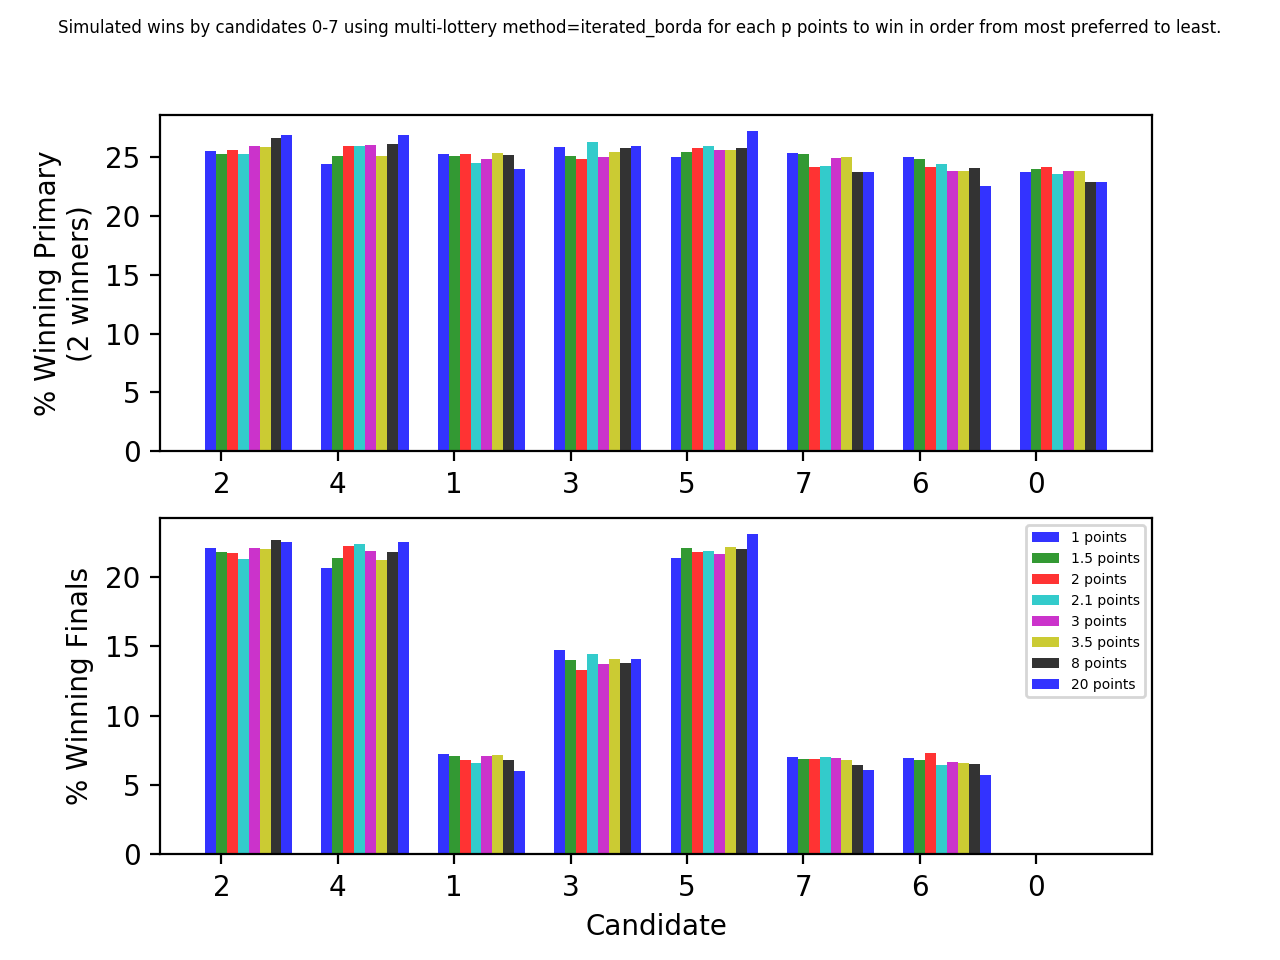 Simulated wins by candidates 0-7 using multi-lottery method=iterated_borda for each p points to win in order from most preferred to least.
% Winning Primary
(2 winners)
25
20
15
10
5
0
2 4 1 3 5 7 6 0
% Winning Finals
20
15
10
5
0
1 points
1.5 points
2 points
2.1 points
3 points
3.5 points
8 points
20 points
2 4 1 3 5 7 6 0
Candidate